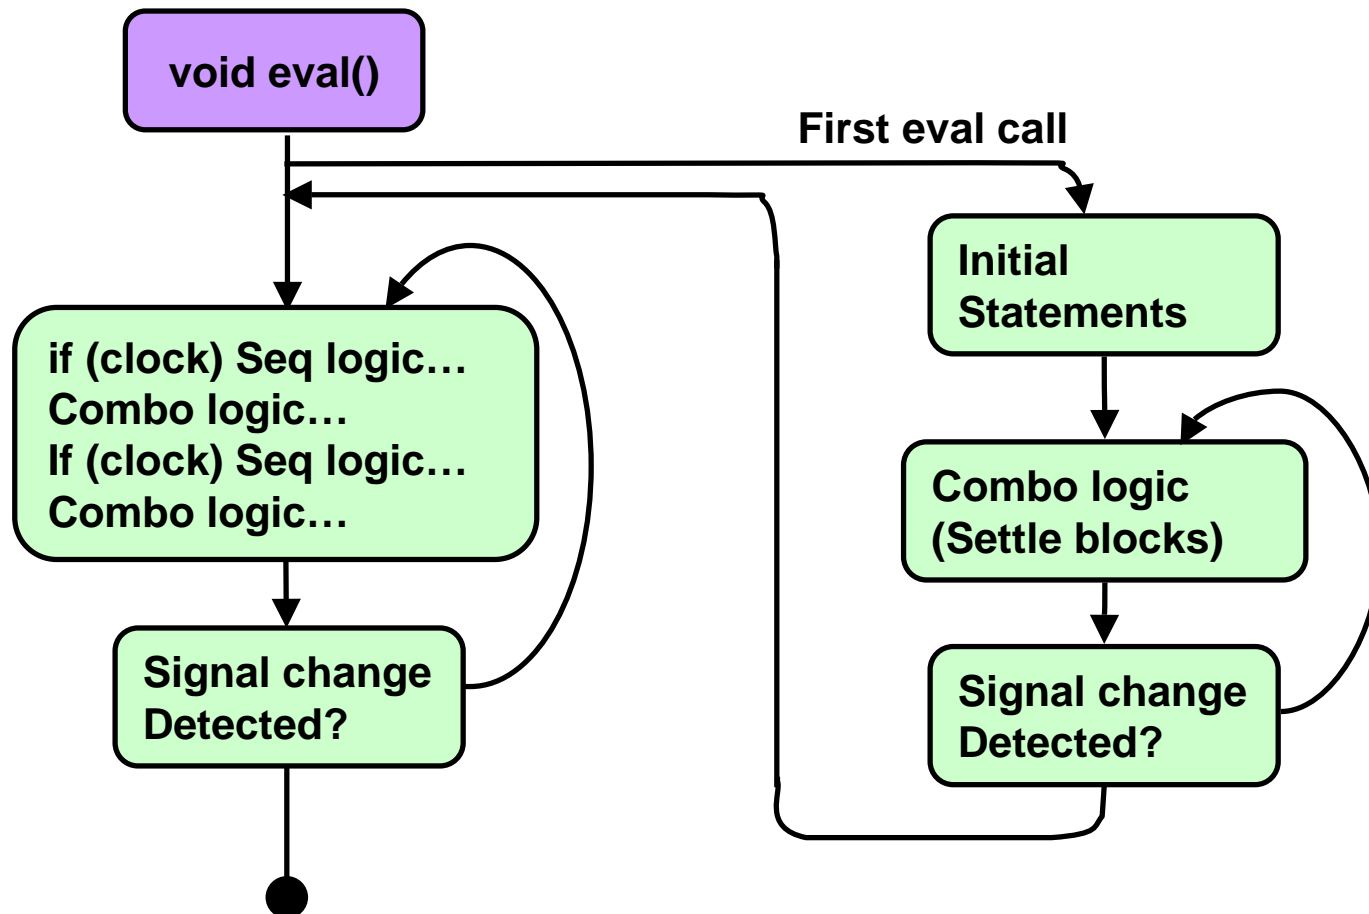 void eval()
First eval call
Initial
Statements
if (clock) Seq logic…
Combo logic…
If (clock) Seq logic…
Combo logic…
Combo logic
(Settle blocks)
Signal change
Detected?
Signal change
Detected?